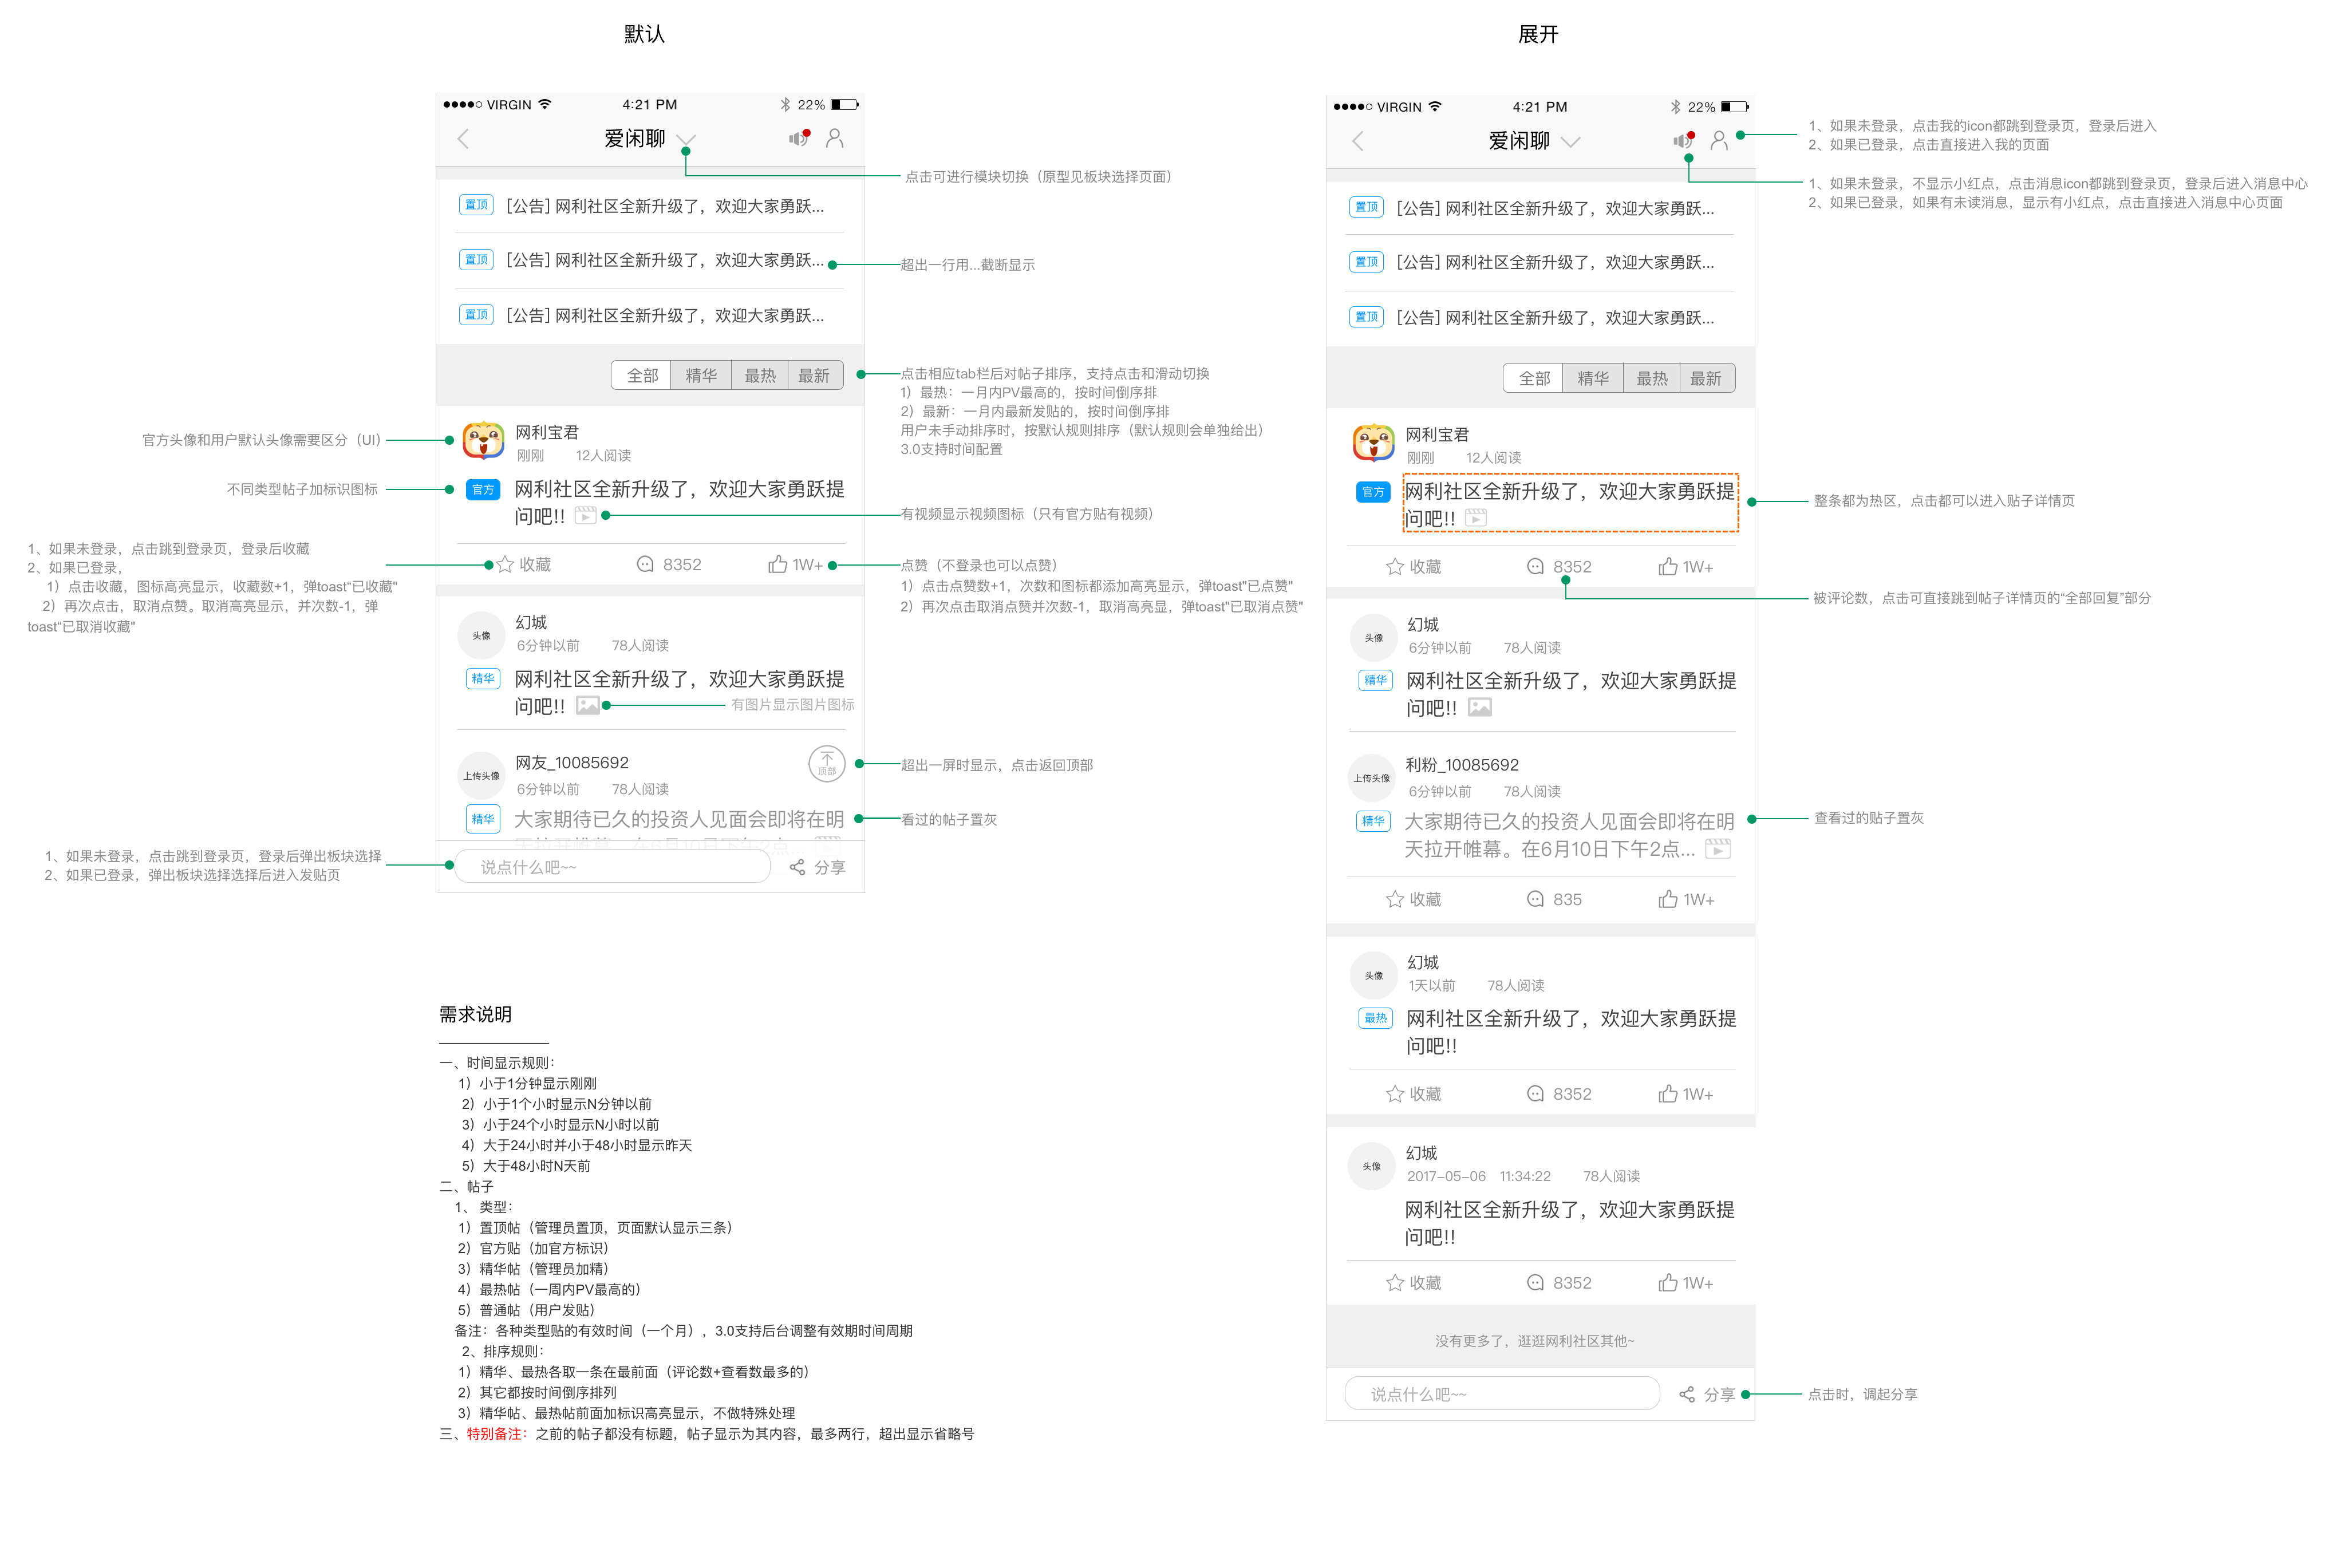 默认
●●●●○ VIRGIN 4:21 PM 22%
爱闲聊
点击可进行模块切换（原型见板块选择页面）
置顶 [公告] 网利社区全新升级了，欢迎大家勇跃...
置顶 [公告] 网利社区全新升级了，欢迎大家勇跃...
超出一行用...截断显示
置顶 [公告] 网利社区全新升级了，欢迎大家勇跃...
全部 精华 最热 最新
点击相应tab栏后对帖子排序，支持点击和滑动切换
1）最热：一月内PV最高的，按时间倒序排
2）最新：一月内最新发贴的，按时间倒序排
用户未手动排序时，按默认规则排序（默认规则会单独给出）
3.0支持时间配置
官方头像和用户默认头像需要区分（UI）
网利宝君
刚刚 12人阅读
不同类型帖子加标识图标
官方 网利社区全新升级了，欢迎大家勇跃提
问吧!!
有视频显示视频图标（只有官方贴有视频）
1、如果未登录，点击跳到登录页，登录后收藏
2、如果已登录，
1）点击收藏，图标高亮显示，收藏数+1，弹toast“已收藏"
2）再次点击，取消点赞。取消高亮显示，并次数-1，弹
toast“已取消收藏"
收藏 8352 1W+
点赞（不登录也可以点赞）
1）点击点赞数+1，次数和图标都添加高亮显示，弹toast"已点赞"
2）再次点击取消点赞并次数-1，取消高亮显，弹toast"已取消点赞"
头像
幻城
6分钟以前 78人阅读
精华 网利社区全新升级了，欢迎大家勇跃提
问吧!!
有图片显示图片图标
上传头像
网友_10085692
6分钟以前 78人阅读
顶部
超出一屏时显示，点击返回顶部
精华 大家期待已久的投资人见面会即将在明
天拉开帷幕。在6月10日下午2点...
看过的帖子置灰
1、如果未登录，点击跳到登录页，登录后弹出板块选择
2、如果已登录，弹出板块选择选择后进入发贴页
说点什么吧~~ 分享
需求说明
一、时间显示规则：
1）小于1分钟显示刚刚
2）小于1个小时显示N分钟以前
3）小于24个小时显示N小时以前
4）大于24小时并小于48小时显示昨天
5）大于48小时N天前
二、帖子
1、 类型：
1）置顶帖（管理员置顶，页面默认显示三条）
2）官方贴（加官方标识）
3）精华帖（管理员加精）
4）最热帖（一周内PV最高的）
5）普通帖（用户发贴）
备注：各种类型贴的有效时间（一个月），3.0支持后台调整有效期时间周期
2、排序规则：
1）精华、最热各取一条在最前面（评论数+查看数最多的）
2）其它都按时间倒序排列
3）精华帖、最热帖前面加标识高亮显示，不做特殊处理
三、特别备注：之前的帖子都没有标题，帖子显示为其内容，最多两行，超出显示省略号
展开
●●●●○ VIRGIN 4:21 PM 22%
爱闲聊
1、如果未登录，点击我的icon都跳到登录页，登录后进入
2、如果已登录，点击直接进入我的页面
1、如果未登录，不显示小红点，点击消息icon都跳到登录页，登录后进入消息中心
2、如果已登录，如果有未读消息，显示有小红点，点击直接进入消息中心页面
置顶 [公告] 网利社区全新升级了，欢迎大家勇跃...
置顶 [公告] 网利社区全新升级了，欢迎大家勇跃...
置顶 [公告] 网利社区全新升级了，欢迎大家勇跃...
全部 精华 最热 最新
网利宝君
刚刚 12人阅读
官方 网利社区全新升级了，欢迎大家勇跃提
问吧!!
整条都为热区，点击都可以进入贴子详情页
收藏 8352 1W+
被评论数，点击可直接跳到帖子详情页的“全部回复”部分
头像
幻城
6分钟以前 78人阅读
精华 网利社区全新升级了，欢迎大家勇跃提
问吧!!
上传头像
利粉_10085692
6分钟以前 78人阅读
精华 大家期待已久的投资人见面会即将在明
天拉开帷幕。在6月10日下午2点...
查看过的贴子置灰
收藏 835 1W+
头像
幻城
1天以前 78人阅读
最热 网利社区全新升级了，欢迎大家勇跃提
问吧!!
收藏 8352 1W+
头像
幻城
2017-05-06 11:34:22 78人阅读
网利社区全新升级了，欢迎大家勇跃提
问吧!!
收藏 8352 1W+
没有更多了，逛逛网利社区其他~
说点什么吧~~ 分享
点击时，调起分享